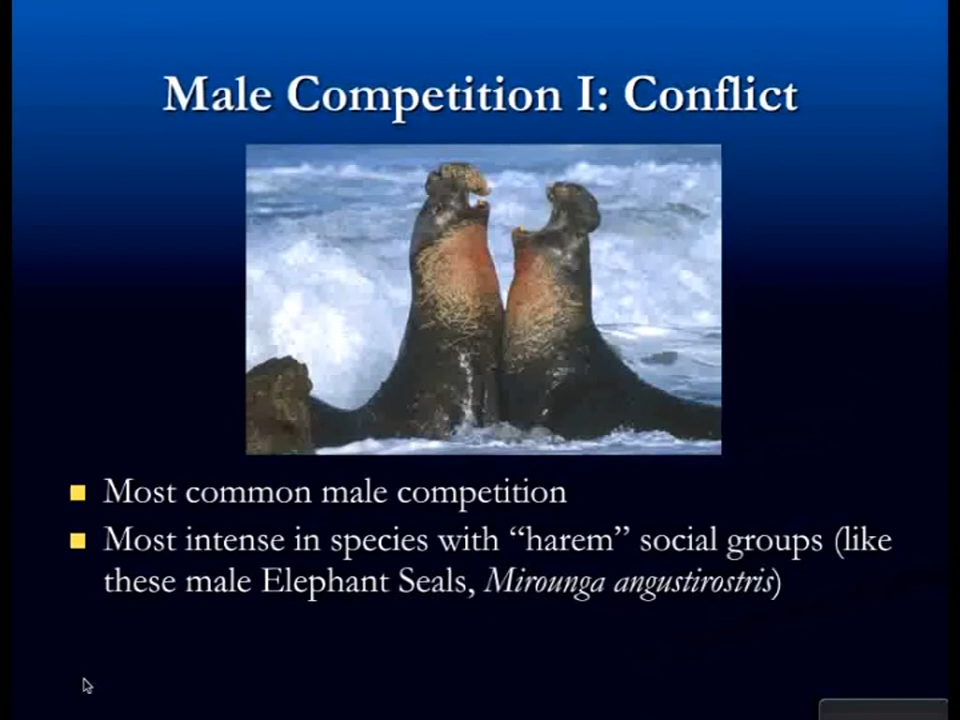 Male Competition I: Conflict
Most common male competition
Most intense in species with “harem” social groups (like
these male Elephant Seals, Mirounga angustirostris)